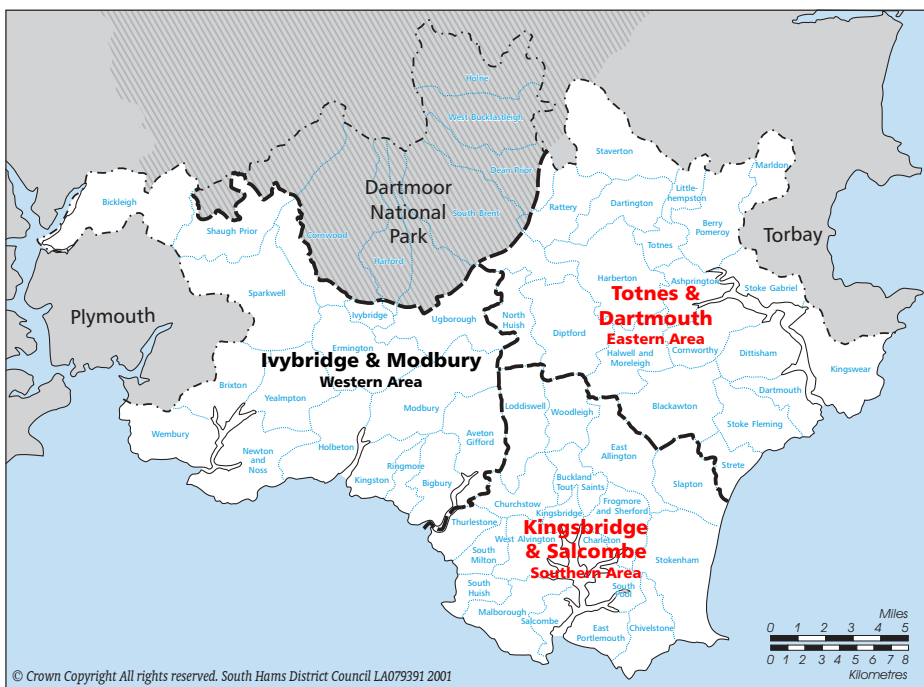 Holne
West Buckfastleigh
Staverton
Marldon
Dean Prior
Little-
hempston
Bickleigh
Dartmoor
National
Park
Rattery
Dartington
South Brent
Berry
Pomeroy
Shaugh Prior
Cornwood
Totnes
Torbay
Harford
Harberton
Ashprington
Stoke Gabriel
Sparkwell
Totnes &
Dartmouth
Eastern Area
Plymouth
Ivybridge
Ugborough
North
Huish
Diptford
Ermington
Halwell and
Moreleigh
Cornworthy
Dittisham
Ivybridge & Modbury
Western Area
Kingswear
Brixton
Yealmpton
Dartmouth
Modbury
Loddiswell
Woodleigh
Blackawton
Stoke Fleming
Wembury
Newton
and
Noss
Holbeton
Aveton
Gifford
East
Allington
Strete
Ringmore
Kingston
Bigbury
Buckland
Tout Saints
Slapton
Churchstow
Kingsbridge
Frogmore
and Sherford
Thurlestone
Kingsbridge
& Salcombe
Southern Area
West Alvington
Charleton
South
Milton
Stokenham
South
Huish
South
Pool
Malborough
Salcombe
East
Portlemouth
Chivelstone
Miles
0 1 2 3 4 5
0 1 2 3 4 5 6 7 8
Kilometres
© Crown Copyright All rights reserved. South Hams District Council LA079391 2001